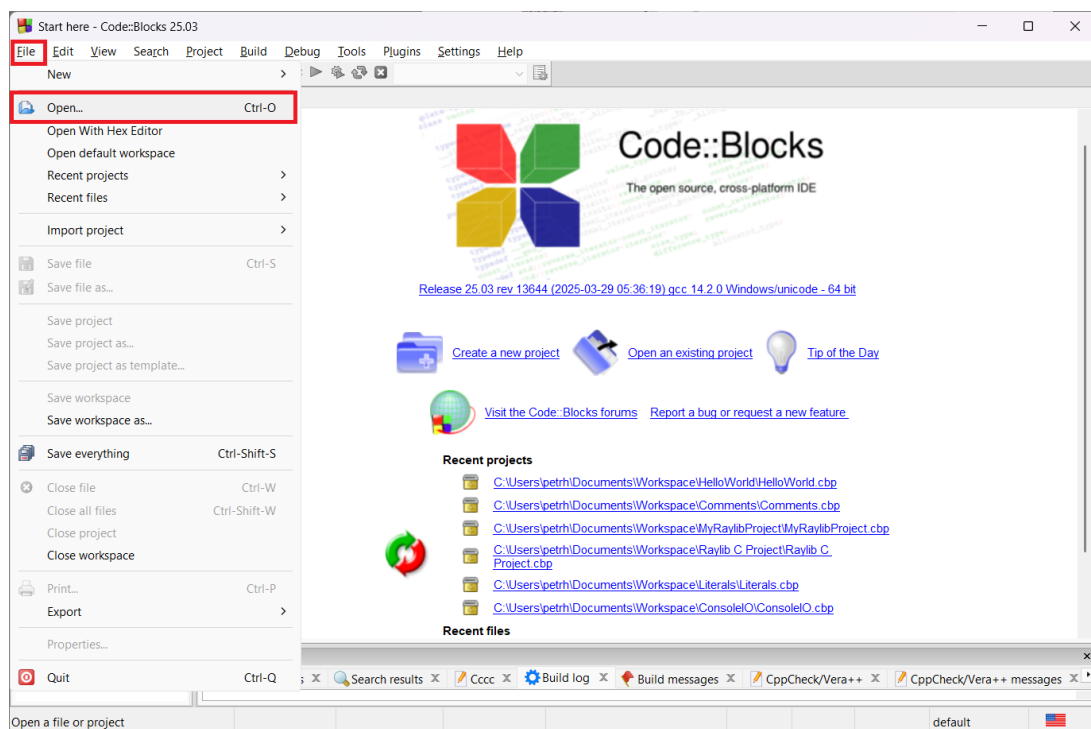 Start here - Code::Blocks 25.03
File Edit View Search Project Build Debug Tools Plugins Settings Help
New
Open... Ctrl-O
Open With Hex Editor
Open default workspace
Recent projects
Recent files
Import project
Save file Ctrl-S
Save file as...
Save project
Save project as...
Save project as template...
Save workspace
Save workspace as...
Save everything Ctrl-Shift-S
Close file Ctrl-W
Close all files Ctrl-Shift-W
Close project
Close workspace
Print... Ctrl-P
Export
Properties...
Quit Ctrl-Q
Code::Blocks
The open source, cross-platform IDE
Release 25.03 rev 13644 (2025-03-29 05:36:19) gcc 14.2.0 Windows/unicode - 64 bit
Create a new project Open an existing project Tip of the Day
Visit the Code::Blocks forums Report a bug or request a new feature
Recent projects
C:\Users\petrh\Documents\Workspace\HelloWorld\HelloWorld.cbp
C:\Users\petrh\Documents\Workspace\Comments\Comments.cbp
C:\Users\petrh\Documents\Workspace\MyRaylibProject\MyRaylibProject.cbp
C:\Users\petrh\Documents\Workspace\Raylib C Project\Raylib C
Project.cbp
C:\Users\petrh\Documents\Workspace\Literals\Literals.cbp
C:\Users\petrh\Documents\Workspace\ConsoleIO\ConsoleIO.cbp
Recent files
Search results Cccc Build log Build messages CppCheck/Vera++ CppCheck/Vera++ messages
Open a file or project default